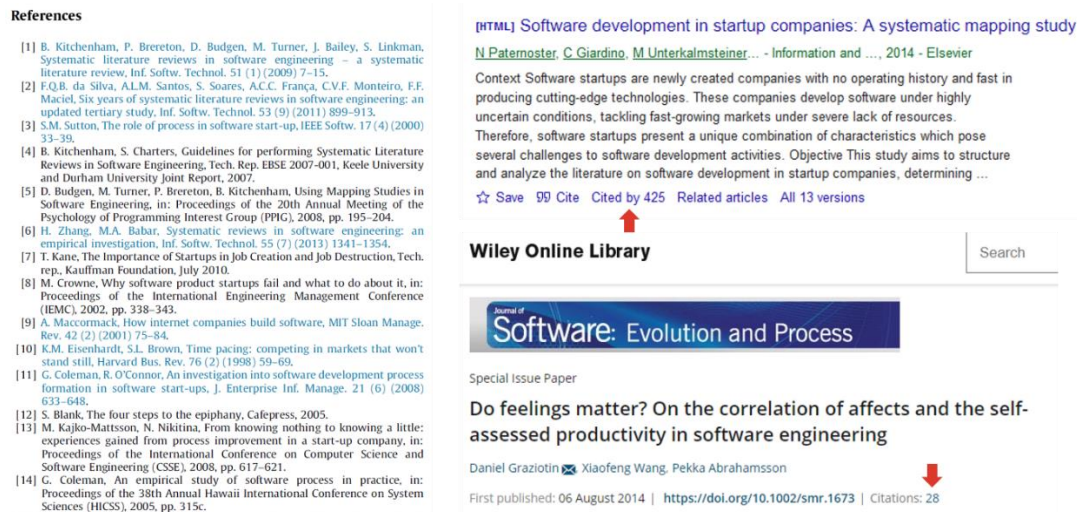 References
[1] B. Kitchenham, P. Brereton, D. Budgen, M. Turner, J. Bailey, S. Linkman,
Systematic literature reviews in software engineering – a systematic
literature review, Inf. Softw. Technol. 51 (1) (2009) 7–15.
[2] F.Q.B. da Silva, A.L.M. Santos, S. Soares, A.C.C. França, C.V.F. Monteiro, F.F.
Maciel, Six years of systematic literature reviews in software engineering: an
updated tertiary study, Inf. Softw. Technol. 53 (9) (2011) 899–913.
[3] S.M. Sutton, The role of process in software start-up, IEEE Softw. 17 (4) (2000)
33–39.
[4] B. Kitchenham, S. Charters, Guidelines for performing Systematic Literature
Reviews in Software Engineering, Tech. Rep. EBSE 2007-001, Keele University
and Durham University Joint Report, 2007.
[5] D. Budgen, M. Turner, P. Brereton, B. Kitchenham, Using Mapping Studies in
Software Engineering, in: Proceedings of the 20th Annual Meeting of the
Psychology of Programming Interest Group (PPIG), 2008, pp. 195–204.
[6] H. Zhang, M.A. Babar, Systematic reviews in software engineering: an
empirical investigation, Inf. Softw. Technol. 55 (7) (2013) 1341–1354.
[7] T. Kane, The Importance of Startups in Job Creation and Job Destruction, Tech.
rep., Kauffman Foundation, July 2010.
[8] M. Crowne, Why software product startups fail and what to do about it, in:
Proceedings of the International Engineering Management Conference
(IEMC), 2002, pp. 338–343.
[9] A. Maccormack, How internet companies build software, MIT Sloan Manage.
Rev. 42 (2) (2001) 75–84.
[10] K.M. Eisenhardt, S.L. Brown, Time pacing: competing in markets that won't
stand still, Harvard Bus. Rev. 76 (2) (1998) 59–69.
[11] G. Coleman, R. O'Connor, An investigation into software development process
formation in software start-ups, J. Enterprise Inf. Manage. 21 (6) (2008)
633–648.
[12] S. Blank, The four steps to the epiphany, Cafepress, 2005.
[13] M. Kajko-Mattsson, N. Nikitina, From knowing nothing to knowing a little:
experiences gained from process improvement in a start-up company, in:
Proceedings of the International Conference on Computer Science and
Software Engineering (CSSE), 2008, pp. 617–621.
[14] G. Coleman, An empirical study of software process in practice, in:
Proceedings of the 38th Annual Hawaii International Conference on System
Sciences (HICSS), 2005, pp. 315c.
[HTML] Software development in startup companies: A systematic mapping study
N Paternoster, C Giardino, M Unterkalmsteiner... - Information and ..., 2014 - Elsevier
Context Software startups are newly created companies with no operating history and fast in
producing cutting-edge technologies. These companies develop software under highly
uncertain conditions, tackling fast-growing markets under severe lack of resources.
Therefore, software startups present a unique combination of characteristics which pose
several challenges to software development activities. Objective This study aims to structure
and analyze the literature on software development in startup companies, determining ...
Save Cite Cited by 425 Related articles All 13 versions
Wiley Online Library
Search
Journal of
Software: Evolution and Process
Special Issue Paper
Do feelings matter? On the correlation of affects and the self-
assessed productivity in software engineering
Daniel Graziotin, Xiaofeng Wang, Pekka Abrahamsson
First published: 06 August 2014 | https://doi.org/10.1002/smr.1673 | Citations: 28